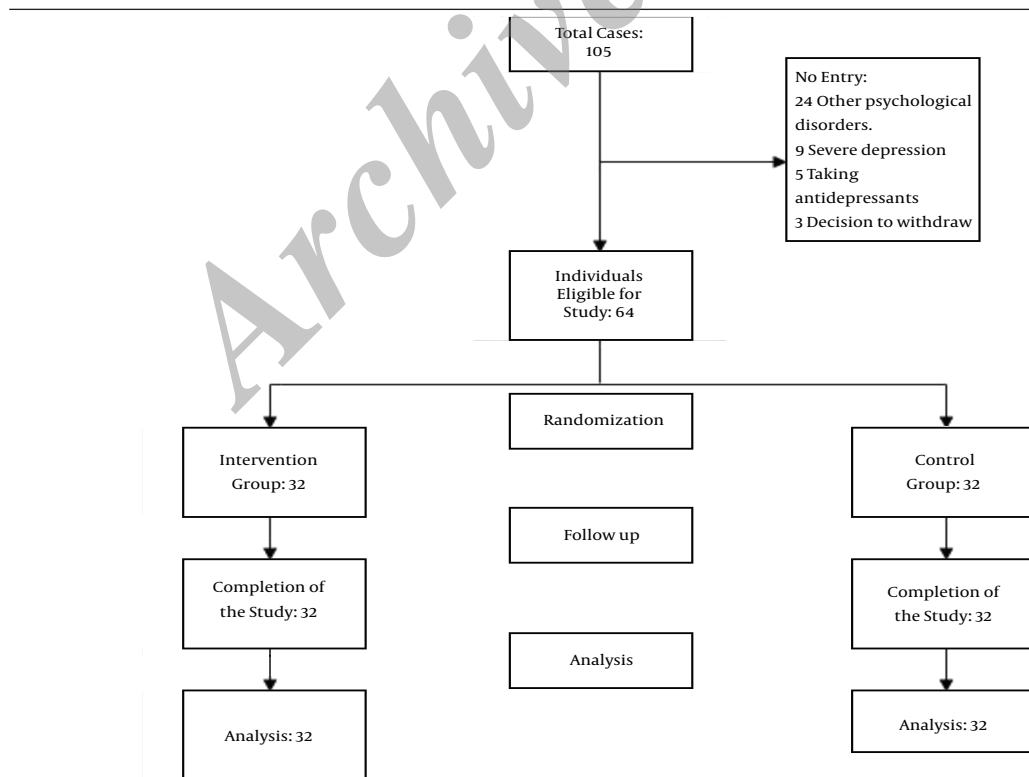 Total Cases:
105
No Entry:
24 Other psychological
disorders.
9 Severe depression
5 Taking
antidepressants
3 Decision to withdraw
Individuals
Eligible for
Study: 64
Randomization
Intervention
Group: 32
Control
Group: 32
Follow up
Completion of
the Study: 32
Completion of
the Study: 32
Analysis
Analysis: 32
Analysis: 32
Archive